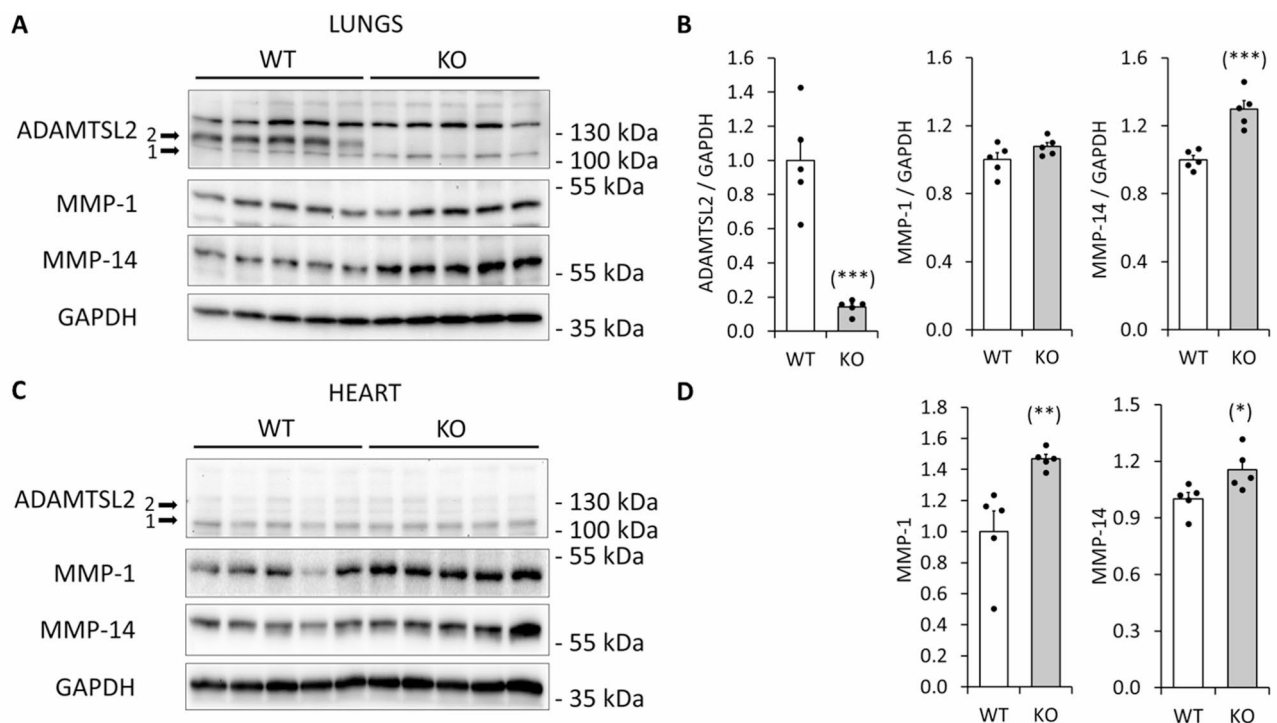 A
LUNGS
WT KO
ADAMTSL2
2
1
- 130 kDa
- 100 kDa
MMP-1
- 55 kDa
MMP-14
- 55 kDa
GAPDH
- 35 kDa
B
ADAMTSL2 / GAPDH
1.6
1.4
1.2
1.0
0.8
0.6
0.4
0.2
0.0
(***)
WT KO
MMP-1 / GAPDH
1.6
1.2
0.8
0.4
0.0
WT KO
MMP-14 / GAPDH
1.6
1.2
0.8
0.4
0.0
(***)
WT KO
C
HEART
WT KO
ADAMTSL2
2
1
- 130 kDa
- 100 kDa
MMP-1
- 55 kDa
MMP-14
- 55 kDa
GAPDH
- 35 kDa
D
MMP-1
1.8
1.6
1.4
1.2
1.0
0.8
0.6
0.4
0.2
0.0
(**)
WT KO
MMP-14
1.5
1.2
0.9
0.6
0.3
0.0
(*)
WT KO